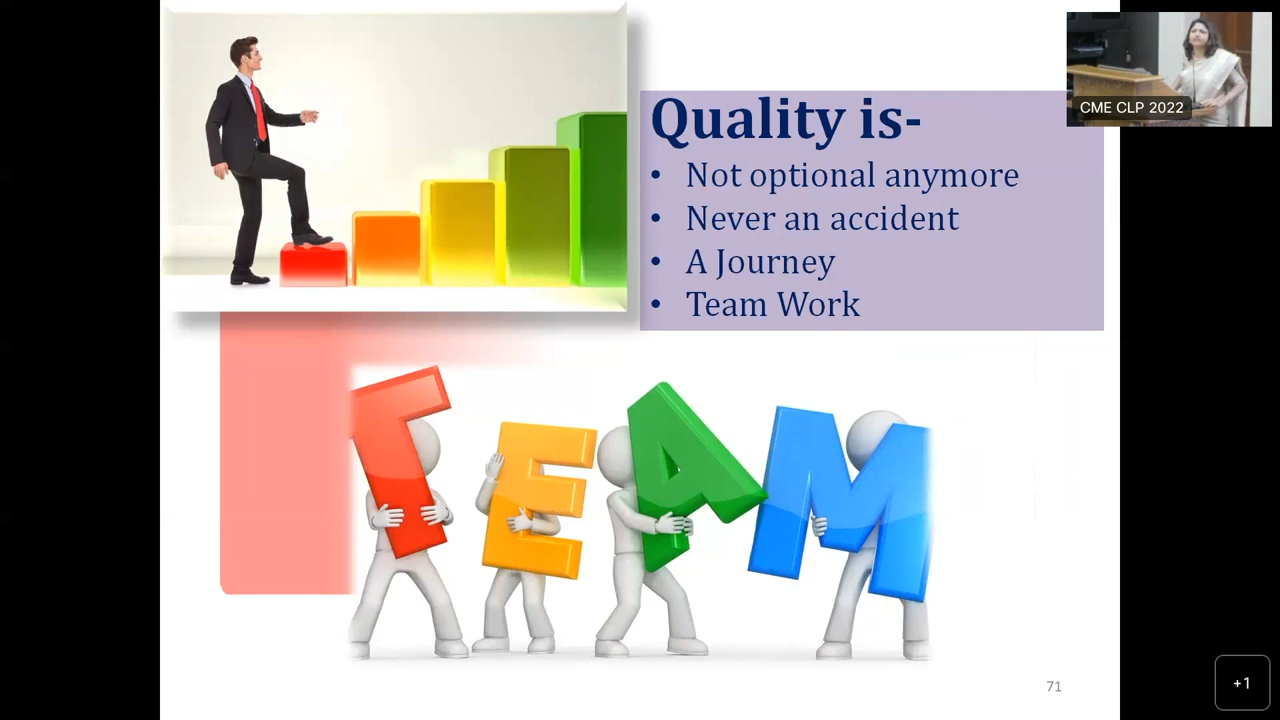 Quality is-
• Not optional anymore
• Never an accident
• A Journey
• Team Work
CME CLP 2022
TEAM
71
+1